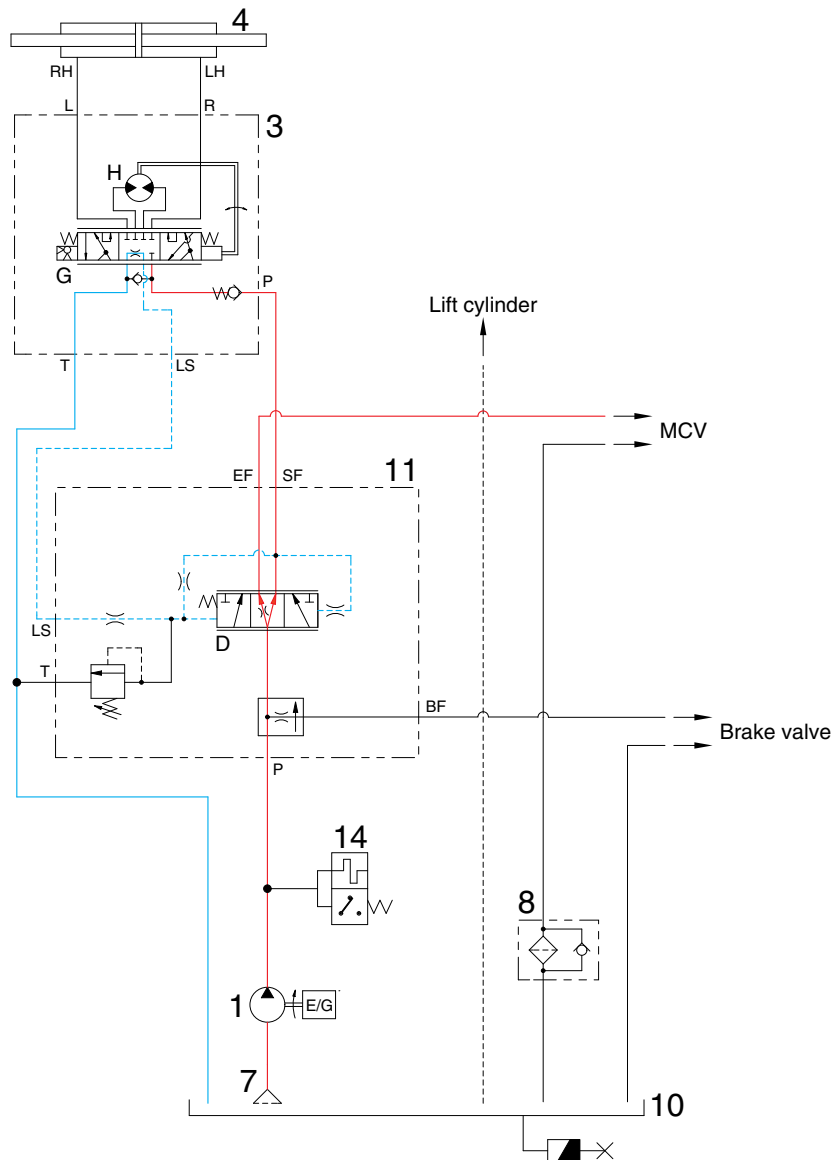 4
RH
LH
L
R
3
H
G
P
T
LS
Lift cylinder
MCV
11
EF
SF
LS
D
T
BF
Brake valve
P
14
8
1
E/G
7
10